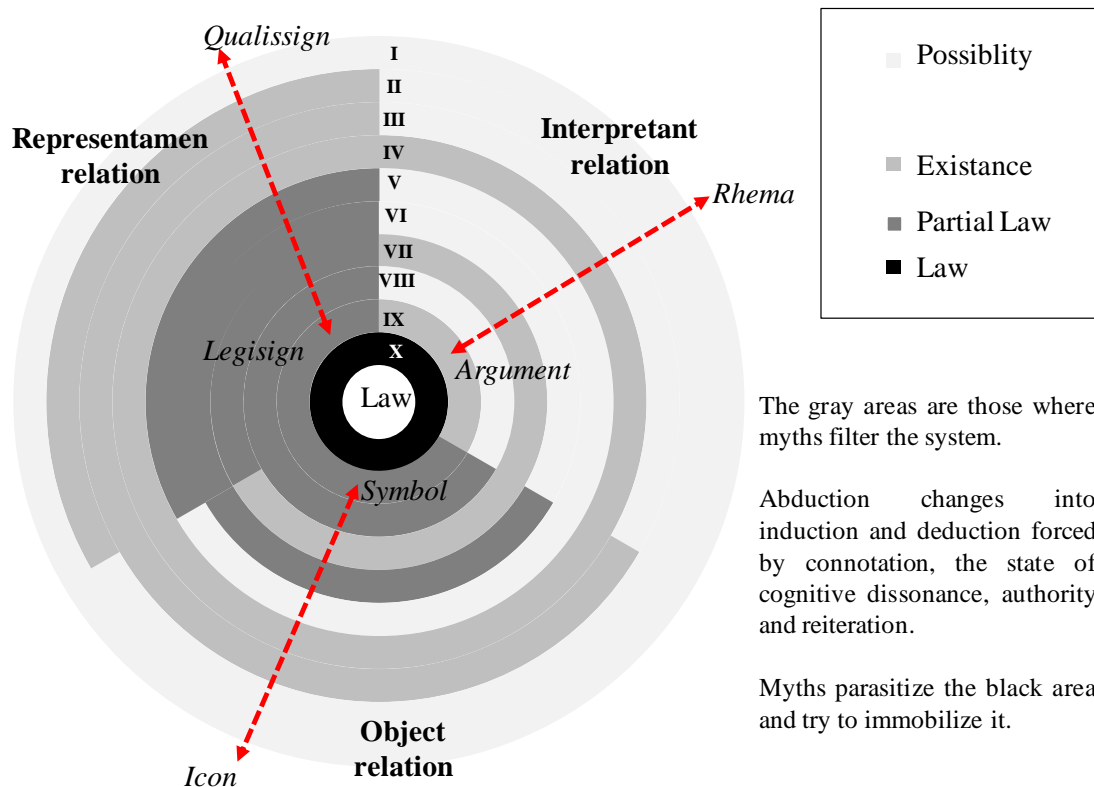 Qualissign
I
II
III
IV
V
VI
VII
VIII
IX
X
Representamen
relation
Interpretant
relation
Rhema
Legisign
Argument
Law
Symbol
Object
relation
Icon
Possiblity
Existance
Partial Law
Law
The gray areas are those where
myths filter the system.
Abduction changes into
induction and deduction forced
by connotation, the state of
cognitive dissonance, authority
and reiteration.
Myths parasitize the black area
and try to immobilize it.